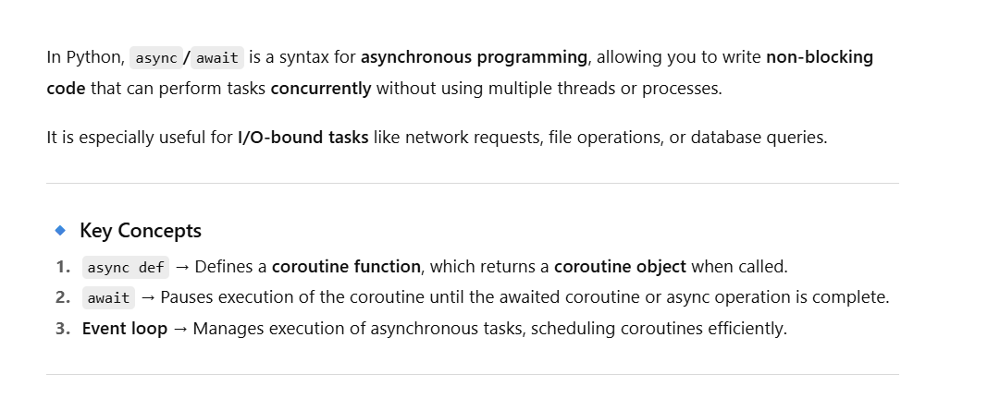 In Python, async / await is a syntax for asynchronous programming, allowing you to write non-blocking
code that can perform tasks concurrently without using multiple threads or processes.
It is especially useful for I/O-bound tasks like network requests, file operations, or database queries.
Key Concepts
1. async def → Defines a coroutine function, which returns a coroutine object when called.
2. await → Pauses execution of the coroutine until the awaited coroutine or async operation is complete.
3. Event loop → Manages execution of asynchronous tasks, scheduling coroutines efficiently.